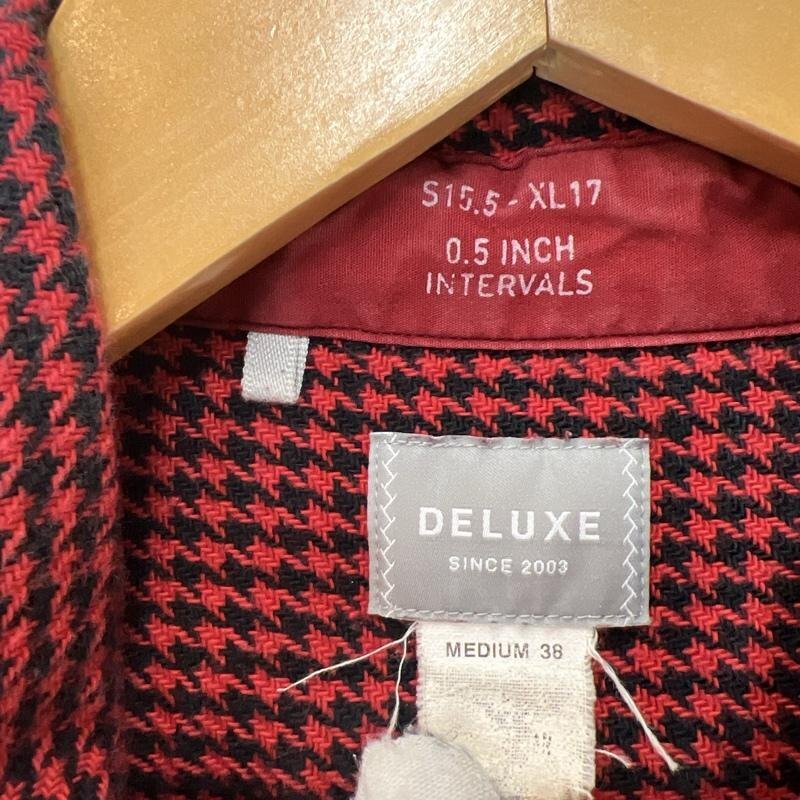 S15.5 - XL17
0.5 INCH
INTERVALS
DELUXE
SINCE 2003
MEDIUM 38